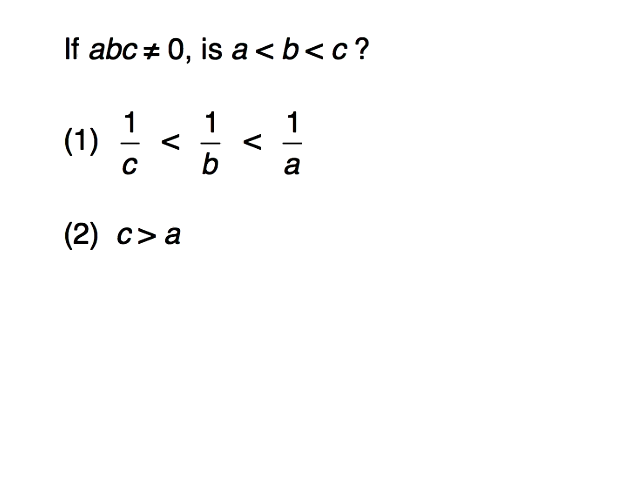 If abc ≠ 0, is a < b < c ?
(1) 1/c < 1/b < 1/a
(2) c > a